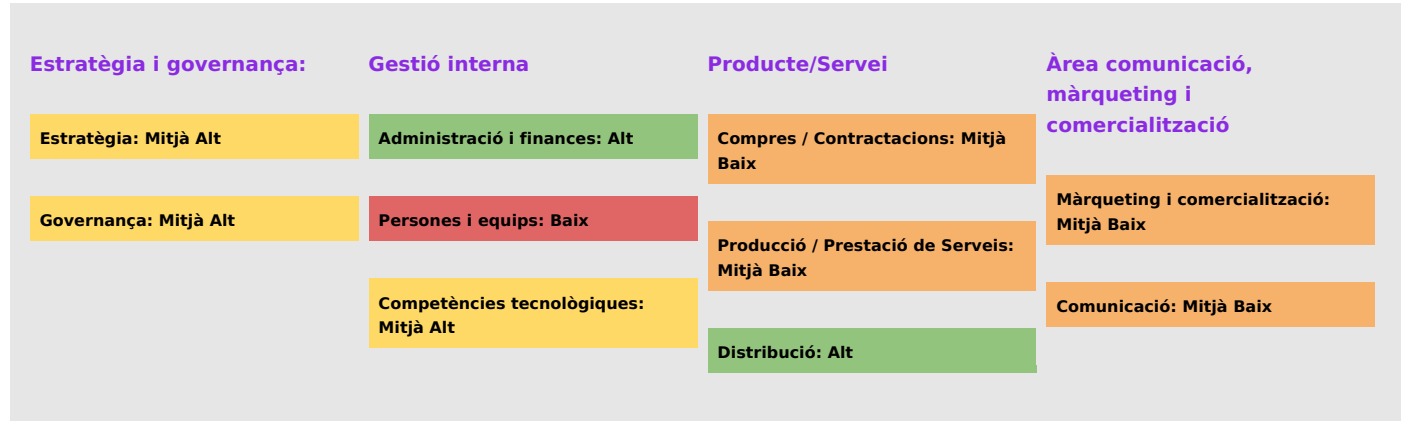 Estratègia i governança:
Estratègia: Mitjà Alt
Governança: Mitjà Alt
Gestió interna
Administració i finances: Alt
Persones i equips: Baix
Competències tecnològiques:
Mitjà Alt
Producte/Servei
Compres / Contractacions: Mitjà
Baix
Producció / Prestació de Serveis:
Mitjà Baix
Distribució: Alt
Àrea comunicació,
màrqueting i
comercialització
Màrqueting i comercialització:
Mitjà Baix
Comunicació: Mitjà Baix